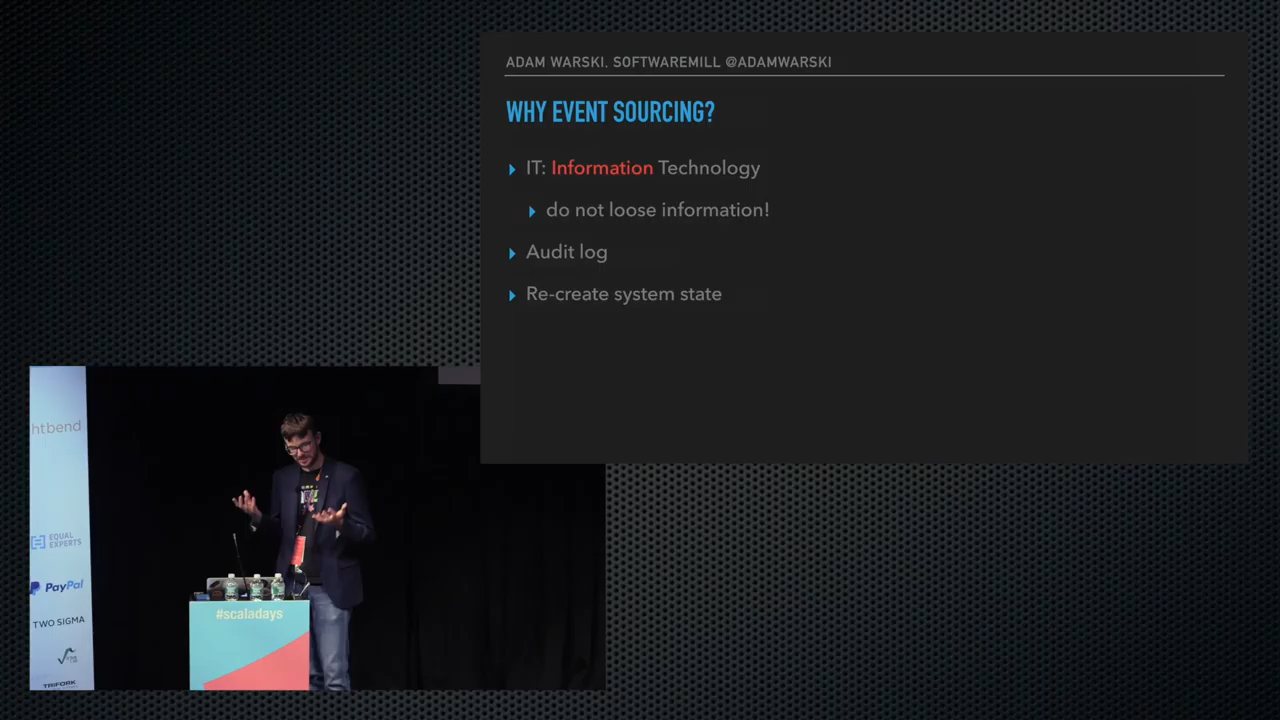 ADAM WARSKI, SOFTWAREMILL @ADAMWARSKI
WHY EVENT SOURCING?
IT: Information Technology
do not loose information!
Audit log
Re-create system state
htbend
EQUAL
EXPERTS
PayPal
TWO SIGMA
TRIFORK
#scaladays